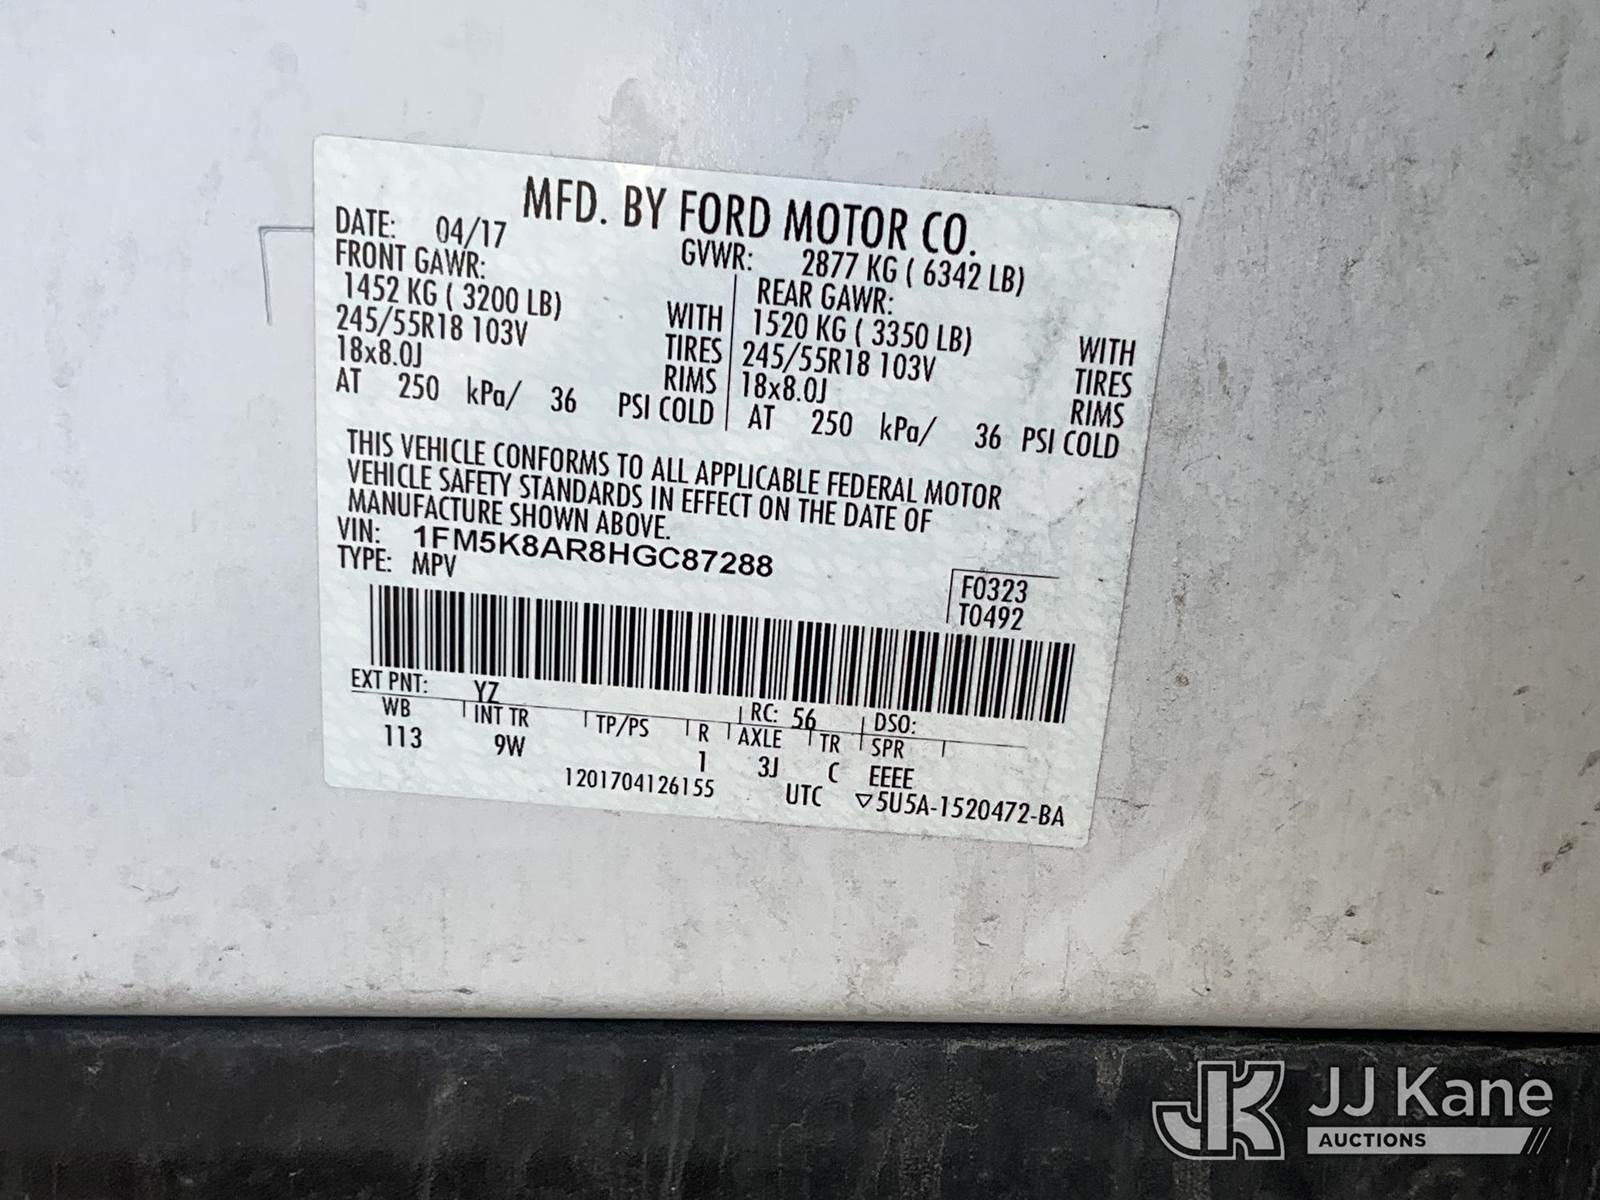 MFD. BY FORD MOTOR CO.
DATE: 04/17 GVWR: 2877 KG ( 6342 LB)
FRONT GAWR: REAR GAWR:
1452 KG ( 3200 LB) WITH 1520 KG ( 3350 LB) WITH
245/55R18 103V TIRES 245/55R18 103V TIRES
18x8.0J RIMS 18x8.0J RIMS
AT 250 kPa/ 36 PSI COLD AT 250 kPa/ 36 PSI COLD
THIS VEHICLE CONFORMS TO ALL APPLICABLE FEDERAL MOTOR
VEHICLE SAFETY STANDARDS IN EFFECT ON THE DATE OF
MANUFACTURE SHOWN ABOVE.
VIN: 1FM5K8AR8HGC87288
TYPE: MPV
F0323
T0492
EXT PNT: YZ RC: 56 DSO:
WB INT TR TP/PS R AXLE TR SPR
113 9W 1 3J C EEEE
1201704126155 UTC ▽5U5A-1520472-BA
JK JJ Kane
AUCTIONS